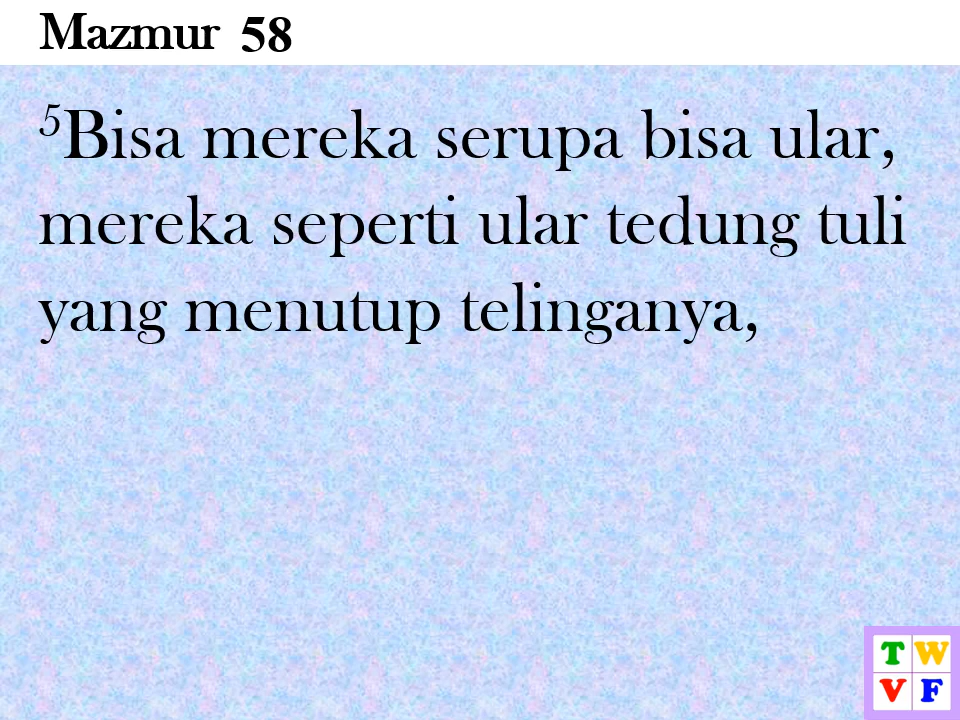 Mazmur 58
5Bisa mereka serupa bisa ular,
mereka seperti ular tedung tuli
yang menutup telinganya,
T W
V F